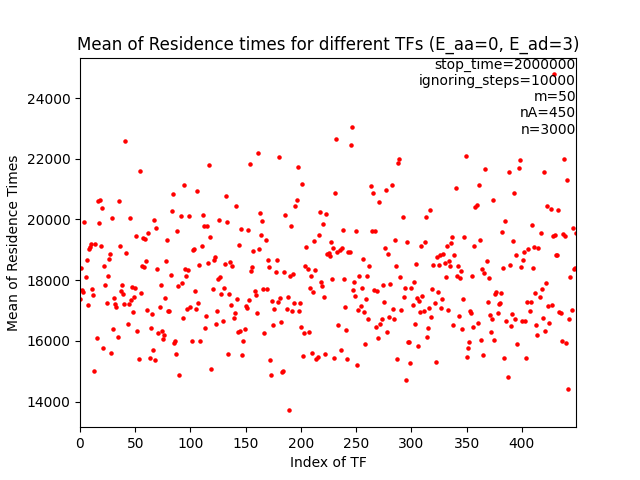 Mean of Residence times for different TFs (E_aa=0, E_ad=3)
stop_time=2000000
ignoring_steps=10000
m=50
nA=450
n=3000
Mean of Residence Times
24000
22000
20000
18000
16000
14000
0 50 100 150 200 250 300 350 400
Index of TF